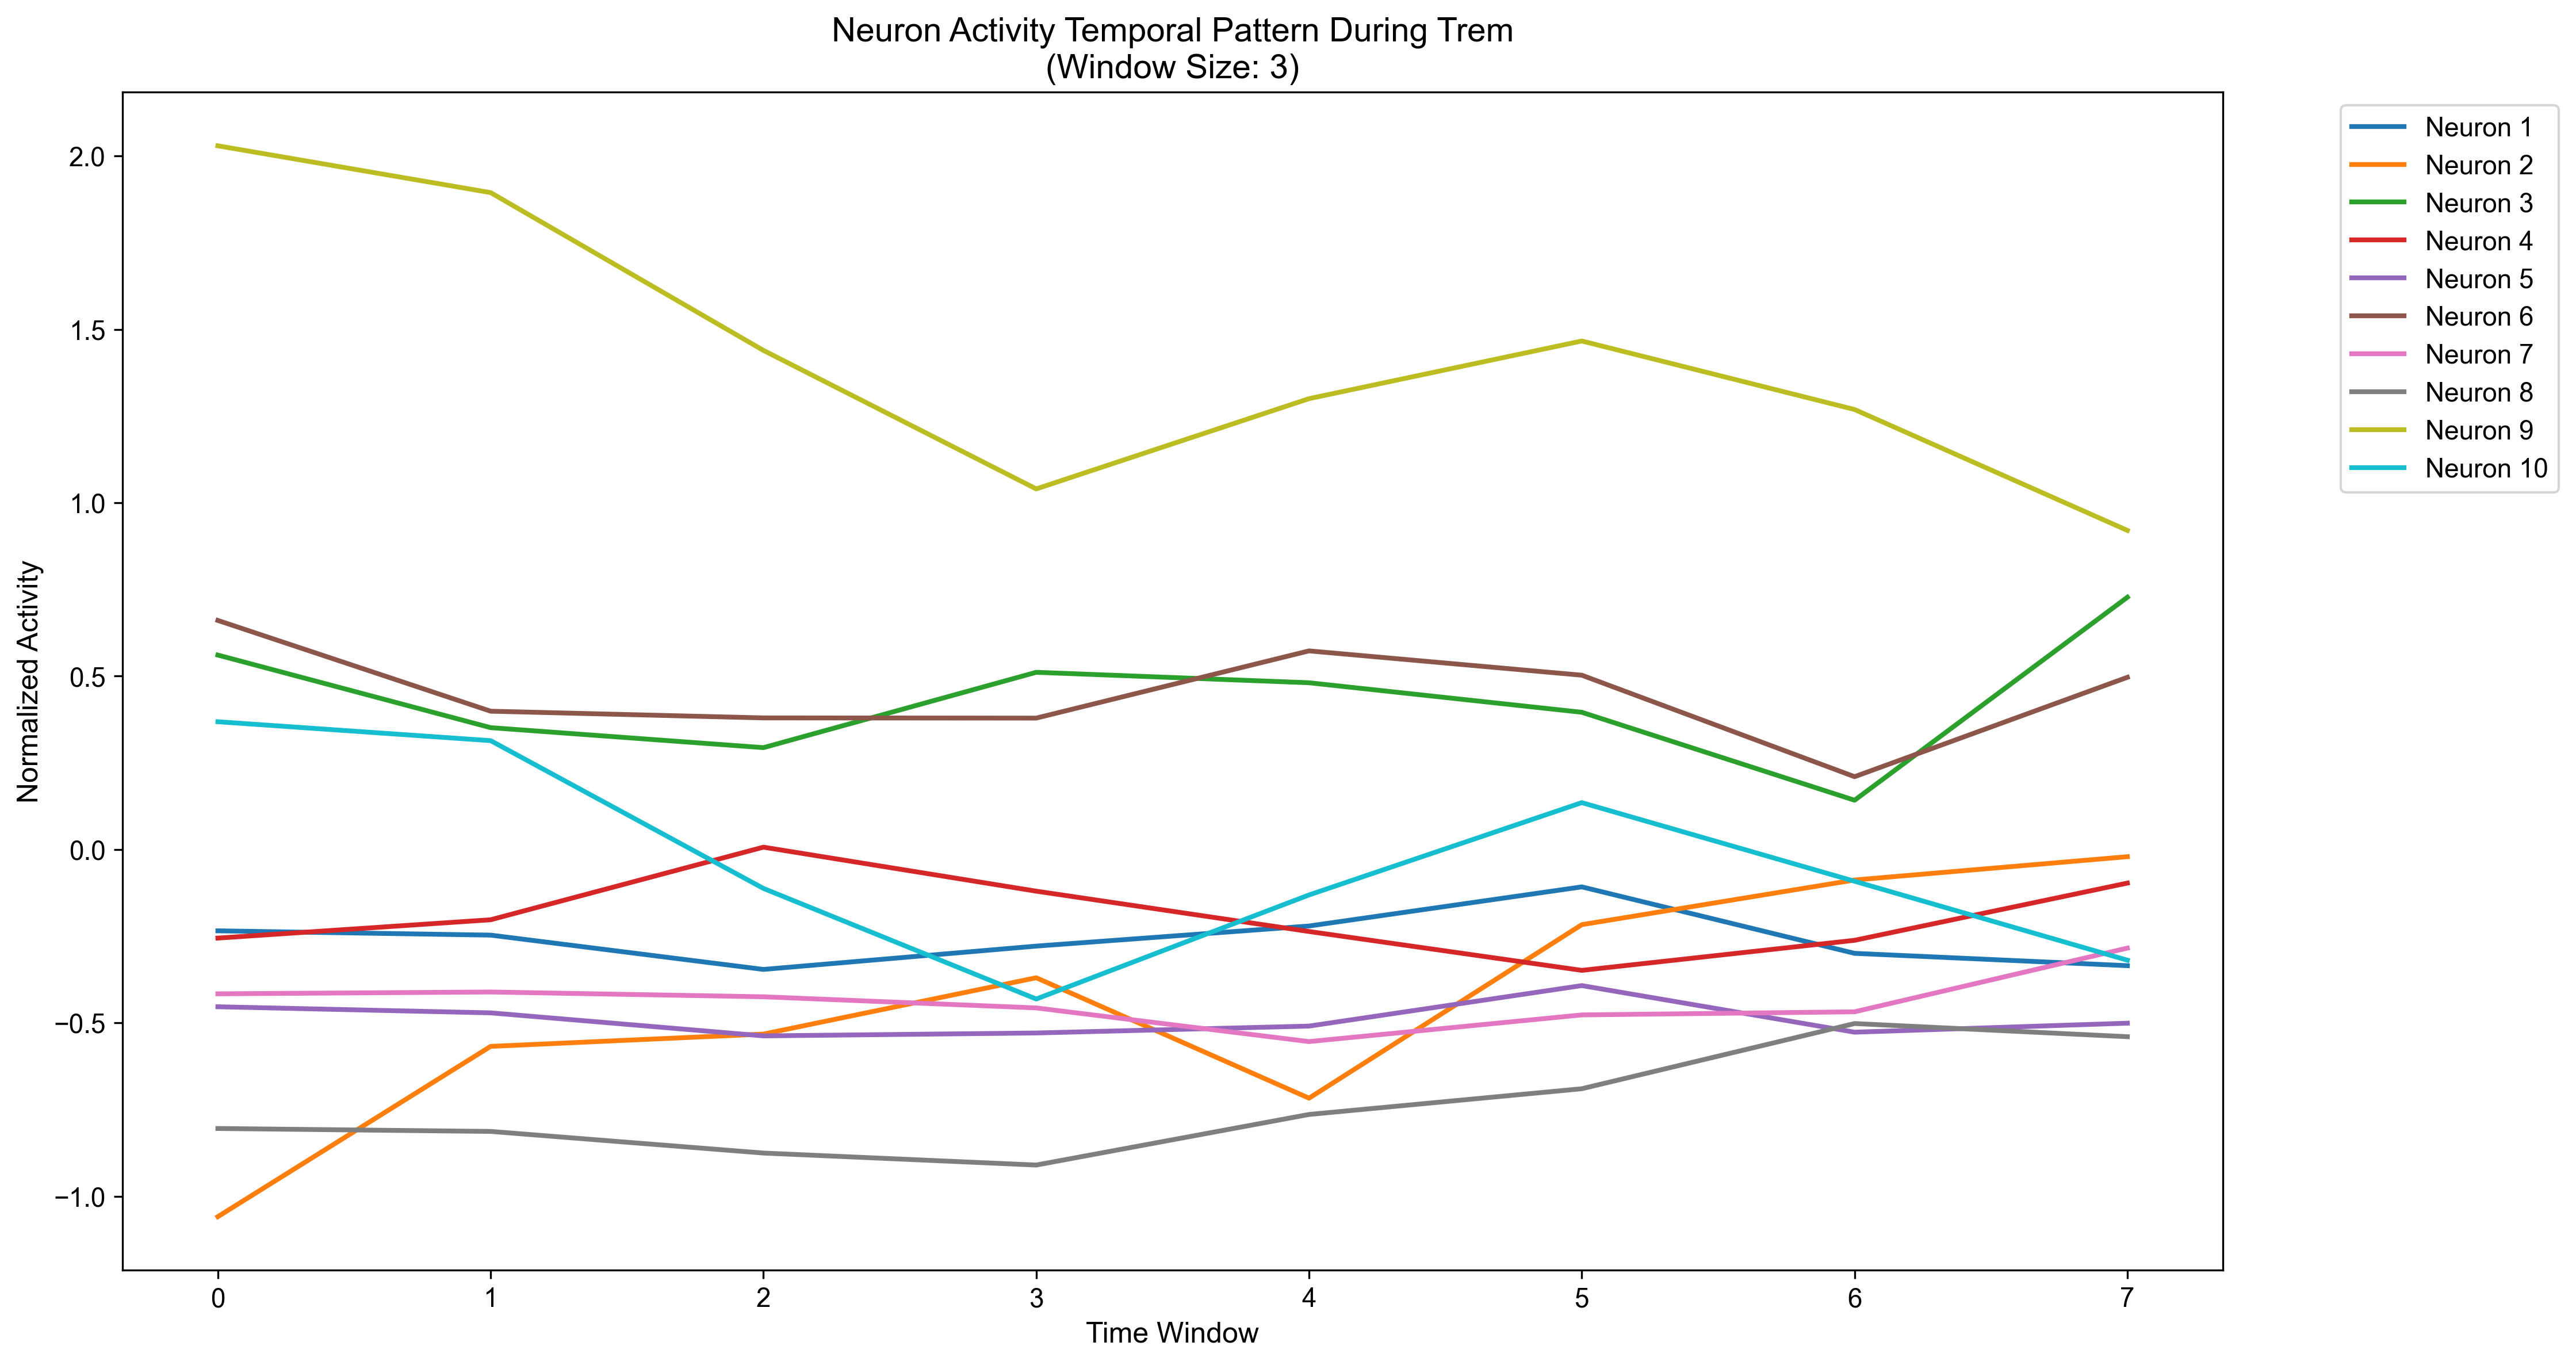 Neuron Activity Temporal Pattern During Trem
(Window Size: 3)
Normalized Activity
2.0
1.5
1.0
0.5
0.0
−0.5
−1.0
0 1 2 3 4 5 6 7
Time Window
Neuron 1
Neuron 2
Neuron 3
Neuron 4
Neuron 5
Neuron 6
Neuron 7
Neuron 8
Neuron 9
Neuron 10